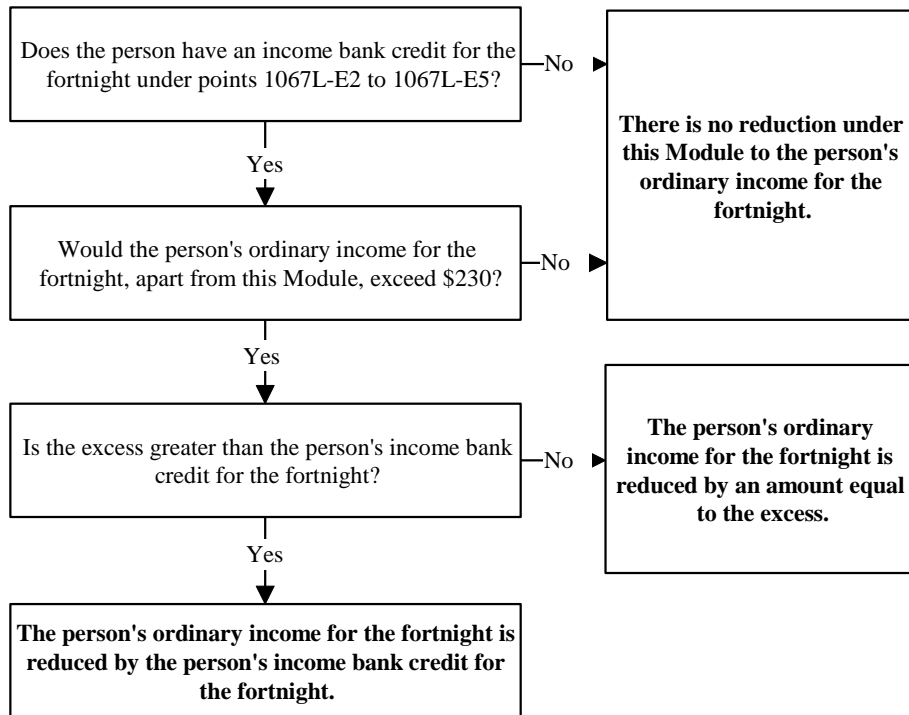 Does the person have an income bank credit for the
fortnight under points 1067L-E2 to 1067L-E5?
No
There is no reduction under
this Module to the person's
ordinary income for the
fortnight.
Yes
Would the person's ordinary income for the
fortnight, apart from this Module, exceed $230?
No
Yes
Is the excess greater than the person's income bank
credit for the fortnight?
No
The person's ordinary
income for the fortnight is
reduced by an amount equal
to the excess.
Yes
The person's ordinary income for the fortnight is
reduced by the person's income bank credit for
the fortnight.